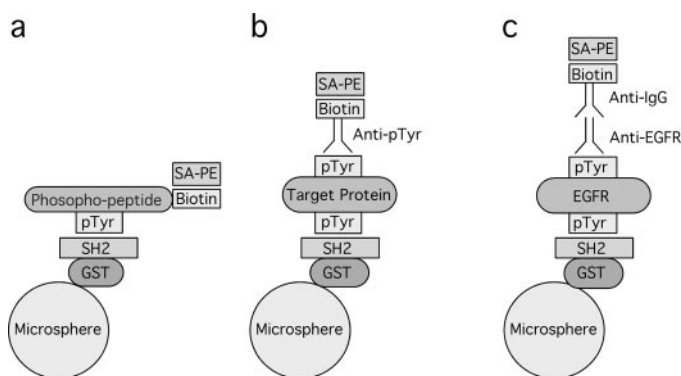 a
SA-PE
Phosopho-peptide
Biotin
pTyr
SH2
GST
Microsphere
b
SA-PE
Biotin
Anti-pTyr
pTyr
Target Protein
pTyr
SH2
GST
Microsphere
c
SA-PE
Biotin
Anti-IgG
Anti-EGFR
pTyr
EGFR
pTyr
SH2
GST
Microsphere